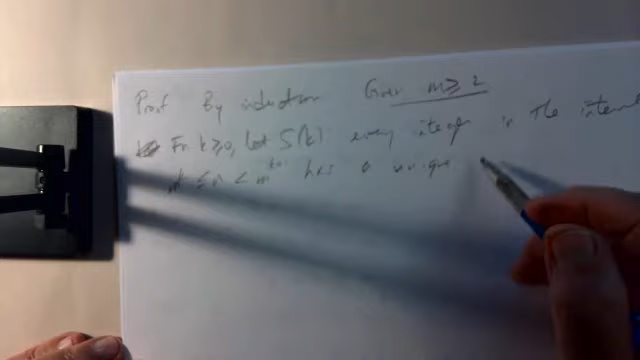 Proof By induction Given m ≥ 2
For k ≥ 0, let S(k) every integer in the interval
m^k ≤ n < m^{k+1} has a unique